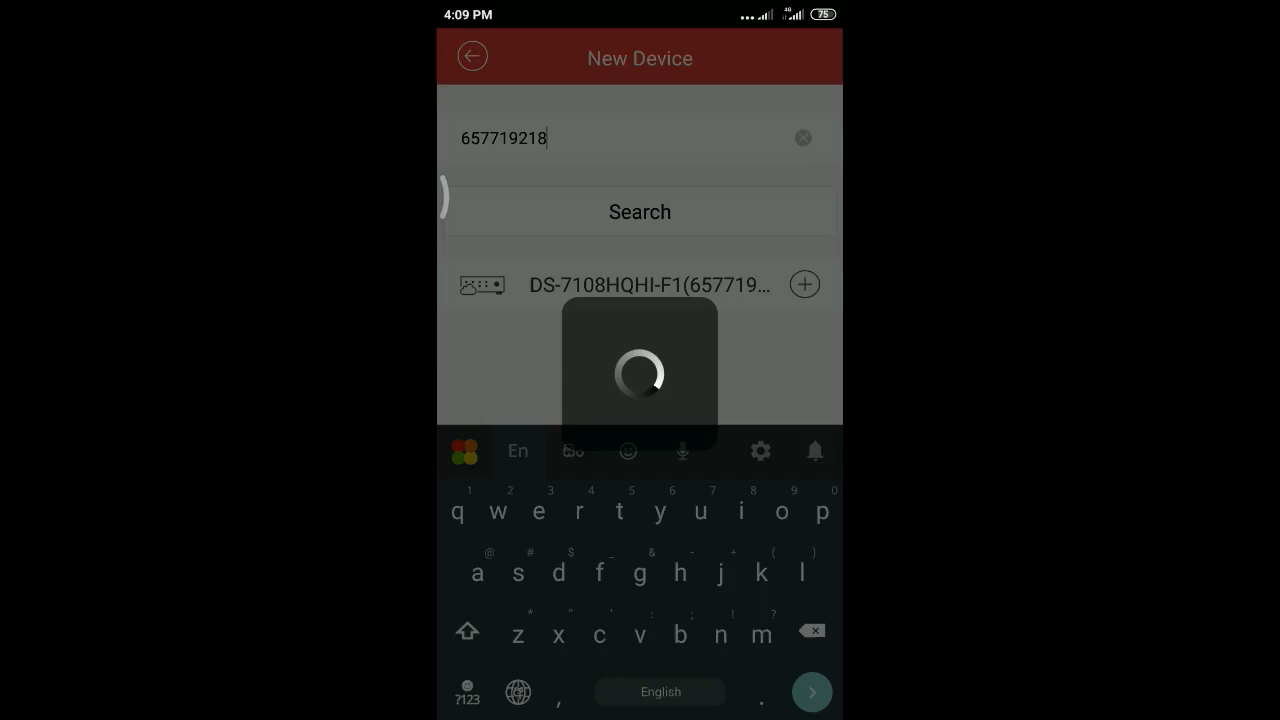 4:09 PM 4G 75
New Device
657719218
Search
DS-7108HQHI-F1(657719...
En
1 2 3 4 5 6 7 8 9 0
q w e r t y u i o p
@ # $ _ & - + ( )
a s d f g h j k l
* " ' : ; ! ?
z x c v b n m
?123 , English .